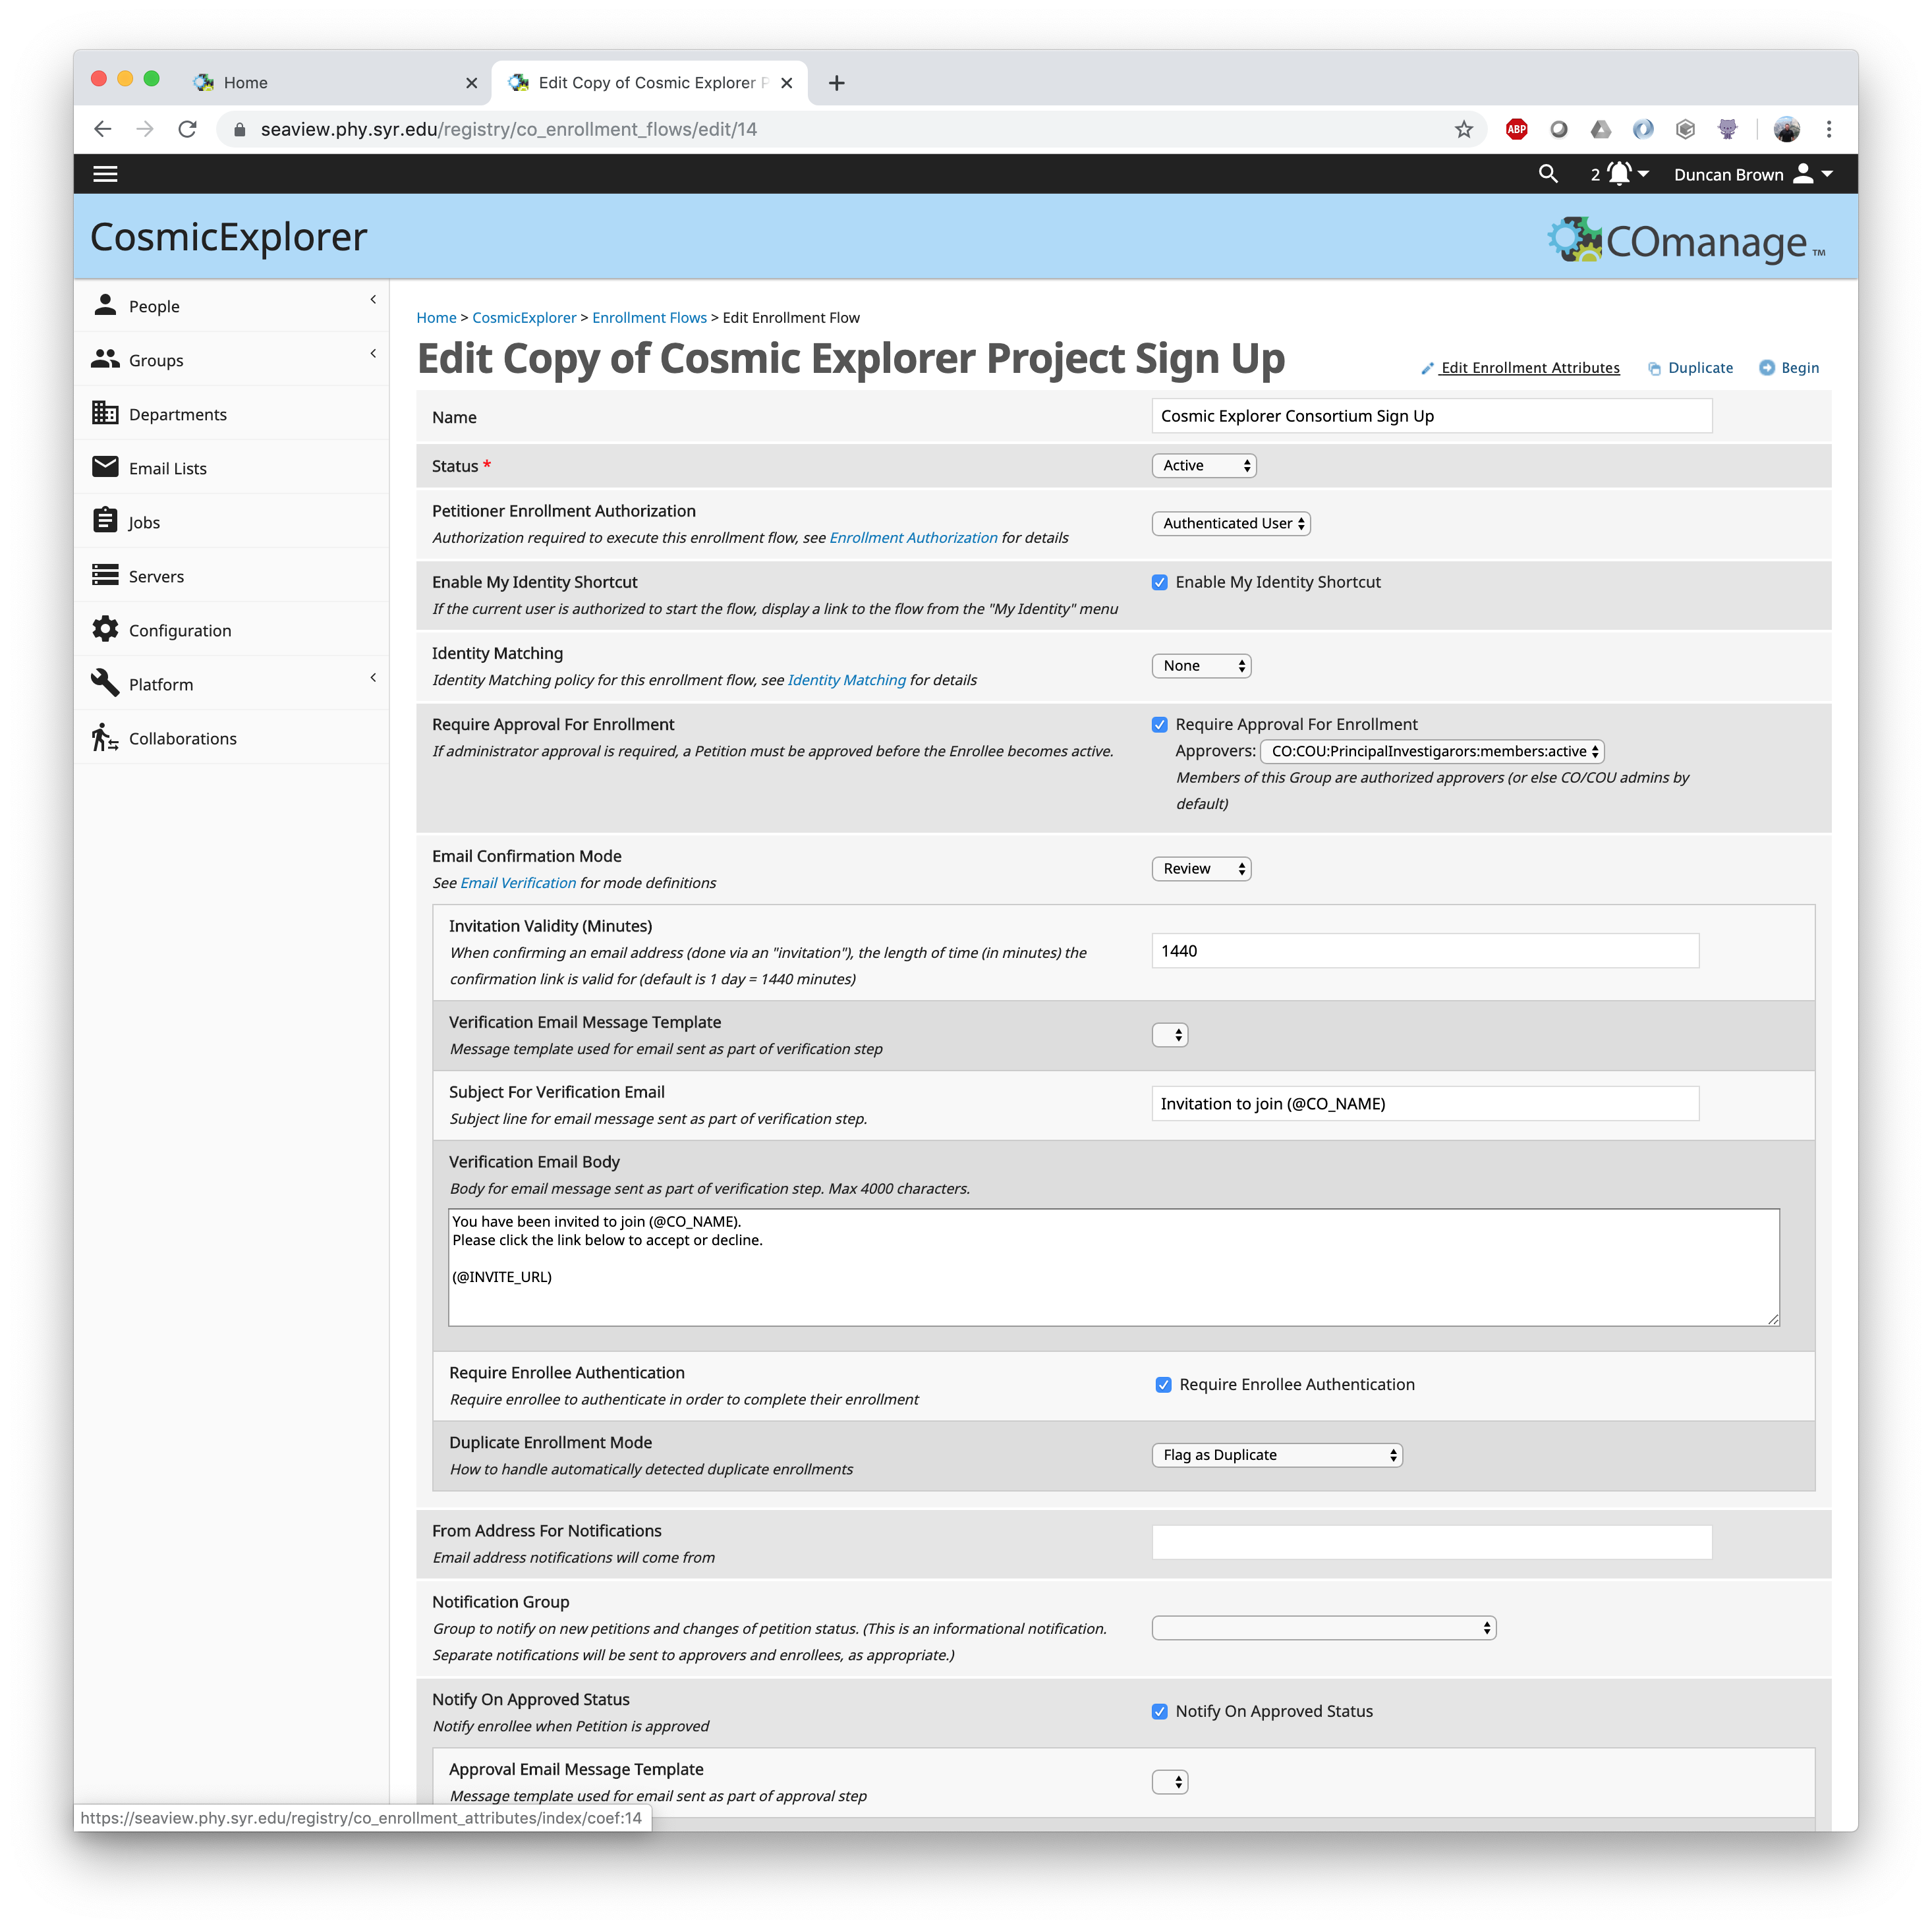 Home
Edit Copy of Cosmic Explorer P
seaview.phy.syr.edu/registry/co_enrollment_flows/edit/14
ABP
2
Duncan Brown
CosmicExplorer
COmanage TM
People
Groups
Departments
Email Lists
Jobs
Servers
Configuration
Platform
Collaborations
Home > CosmicExplorer > Enrollment Flows > Edit Enrollment Flow
Edit Copy of Cosmic Explorer Project Sign Up
Edit Enrollment Attributes
Duplicate
Begin
Name
Cosmic Explorer Consortium Sign Up
Status *
Active
Petitioner Enrollment Authorization
Authorization required to execute this enrollment flow, see Enrollment Authorization for details
Authenticated User
Enable My Identity Shortcut
If the current user is authorized to start the flow, display a link to the flow from the "My Identity" menu
Enable My Identity Shortcut
Identity Matching
Identity Matching policy for this enrollment flow, see Identity Matching for details
None
Require Approval For Enrollment
If administrator approval is required, a Petition must be approved before the Enrollee becomes active.
Require Approval For Enrollment
Approvers: CO:COU:PrincipalInvestigarors:members:active
Members of this Group are authorized approvers (or else CO/COU admins by
default)
Email Confirmation Mode
See Email Verification for mode definitions
Review
Invitation Validity (Minutes)
When confirming an email address (done via an "invitation"), the length of time (in minutes) the
confirmation link is valid for (default is 1 day = 1440 minutes)
1440
Verification Email Message Template
Message template used for email sent as part of verification step
Subject For Verification Email
Subject line for email message sent as part of verification step.
Invitation to join (@CO_NAME)
Verification Email Body
Body for email message sent as part of verification step. Max 4000 characters.
You have been invited to join (@CO_NAME).
Please click the link below to accept or decline.
(@INVITE_URL)
Require Enrollee Authentication
Require enrollee to authenticate in order to complete their enrollment
Require Enrollee Authentication
Duplicate Enrollment Mode
How to handle automatically detected duplicate enrollments
Flag as Duplicate
From Address For Notifications
Email address notifications will come from
Notification Group
Group to notify on new petitions and changes of petition status. (This is an informational notification.
Separate notifications will be sent to approvers and enrollees, as appropriate.)
Notify On Approved Status
Notify enrollee when Petition is approved
Notify On Approved Status
Approval Email Message Template
Message template used for email sent as part of approval step
https://seaview.phy.syr.edu/registry/co_enrollment_attributes/index/coef:14